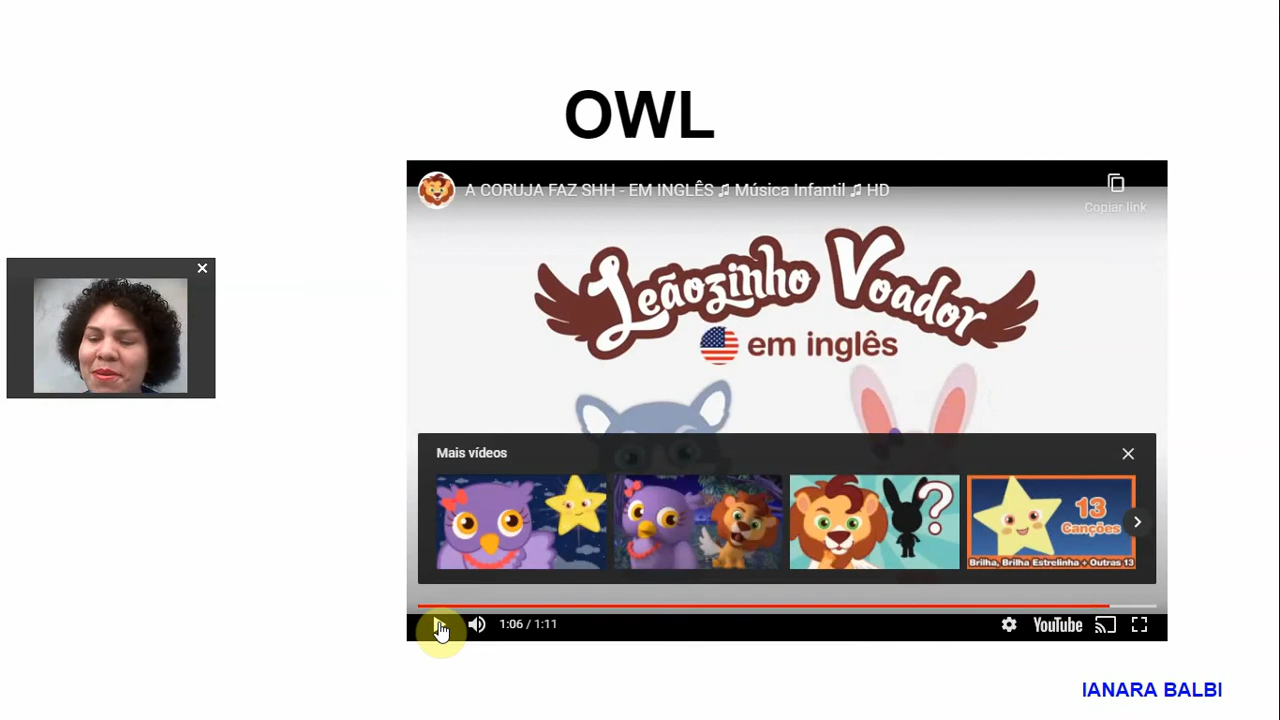 OWL
A CORUJA FAZ SHH - EM INGLÊS ♫ Música Infantil ♫ HD
Copiar link
Leãozinho Voador
em inglês
Mais vídeos
?
13
Canções
Brilha, Brilha Estrelinha + Outras 13
1:06 / 1:11
YouTube
IANARA BALBI